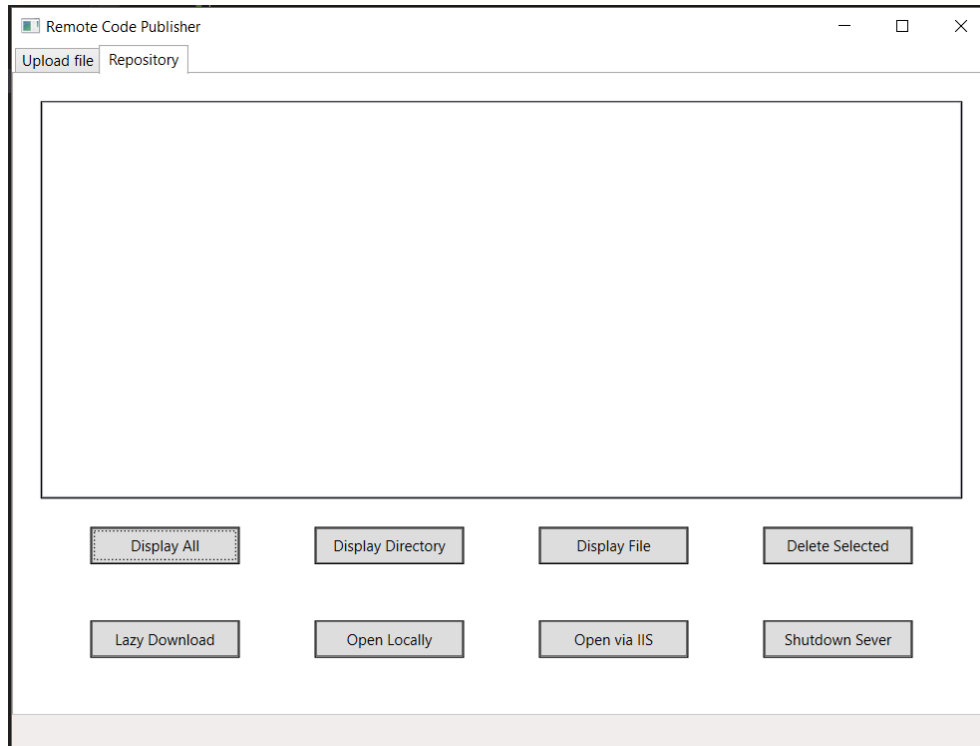 Remote Code Publisher
Upload file Repository
Display All Display Directory Display File Delete Selected
Lazy Download Open Locally Open via IIS Shutdown Sever